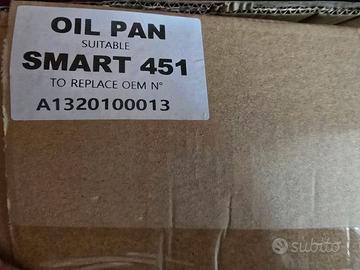 OIL PAN
SUITABLE
SMART 451
TO REPLACE OEM N°
A1320100013
subito